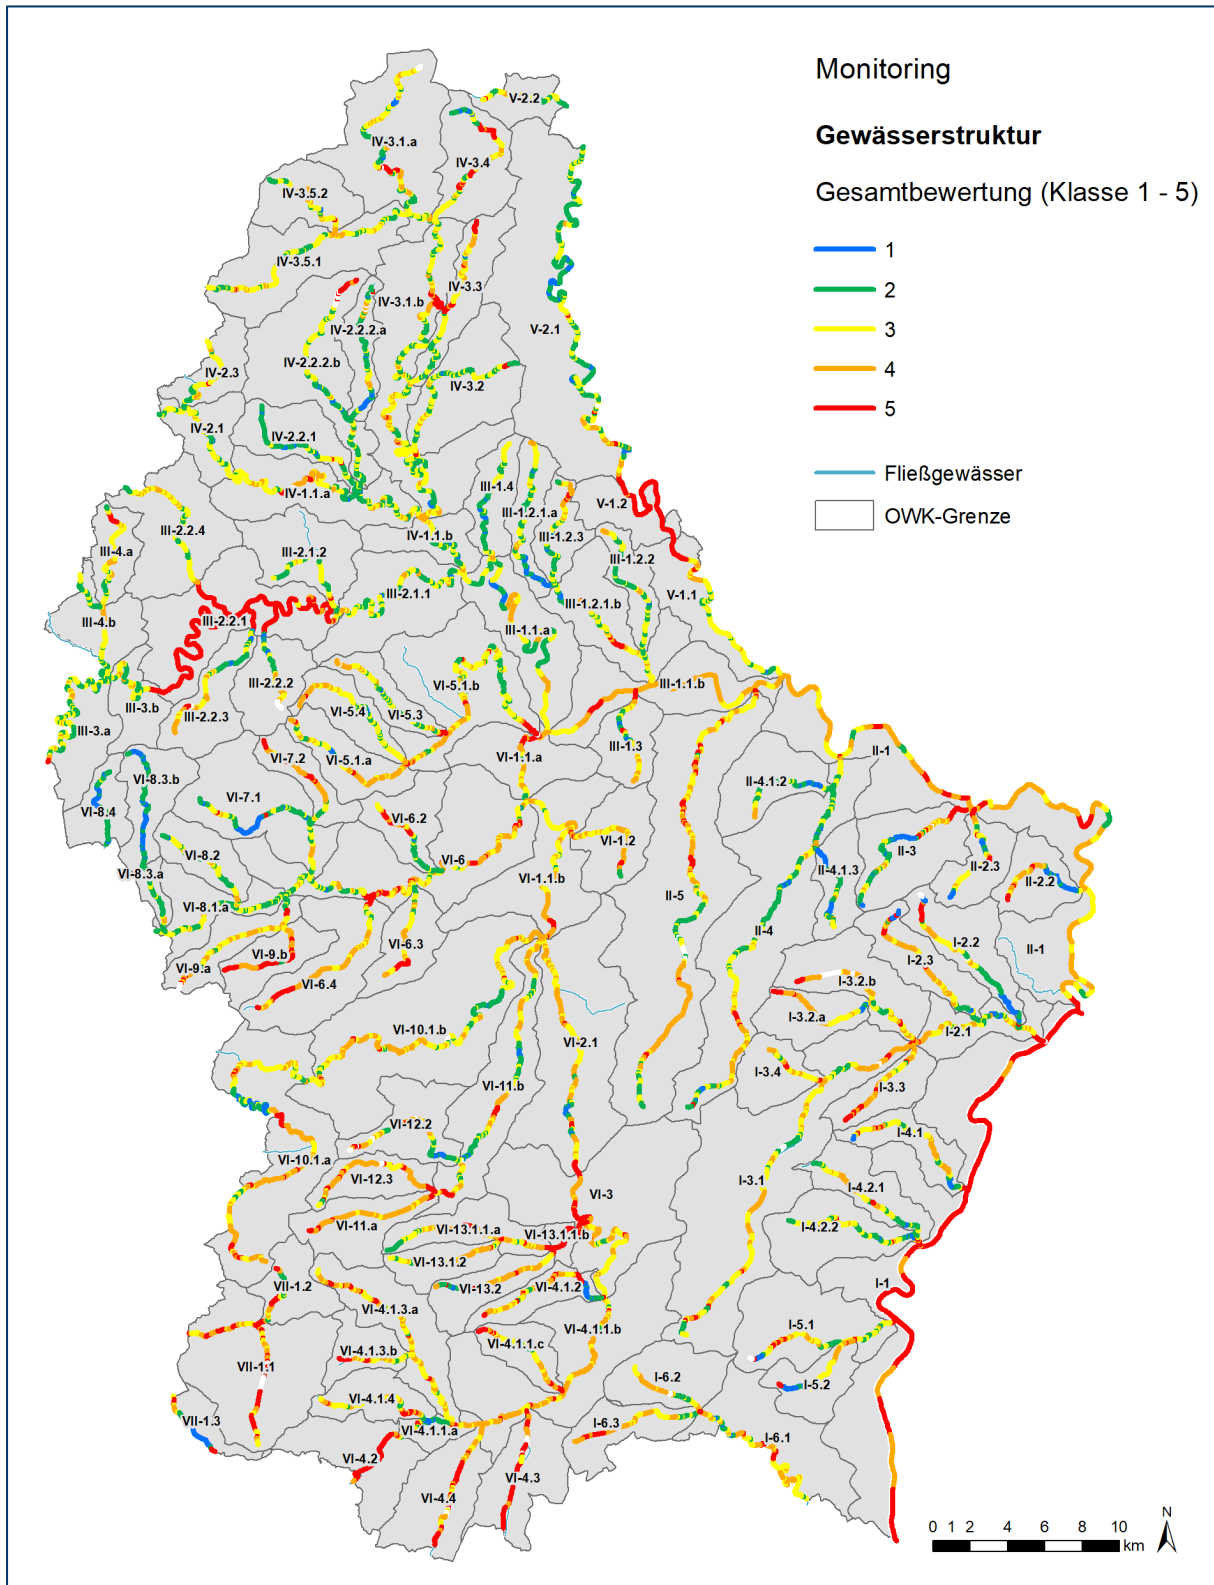 Monitoring
Gewässerstruktur
Gesamtbewertung (Klasse 1 - 5)
1
2
3
4
5
Fließgewässer
OWK-Grenze
V-2.2
IV-3.1.a
IV-3.4
IV-3.5.2
IV-3.5.1
IV-3.3
IV-3.1.b
IV-2.2.2.a
V-2.1
IV-2.2.2.b
IV-2.3
IV-3.2
IV-2.1
IV-2.2.1
III-1.4
IV-1.1.a
V-1.2
III-1.2.1.a
III-2.2.4
IV-1.1.b
III-1.2.3
III-4.a
III-2.1.2
III-1.2.2
III-2.1.1
V-1.1
III-1.2.1.b
III-4.b
III-2.2.1
III-1.1.a
III-2.2.2
VI-5.1.b
III-1.1.b
III-3.b
III-2.2.3
VI-5.4
VI-5.3
III-3.a
III-1.3
II-1
VI-7.2
VI-5.1.a
VI-1.1.a
VI-8.3.b
II-4.1.2
VI-7.1
VI-8.4
VI-6.2
VI-1.2
II-3
VI-8.2
VI-6
II-2.3
VI-8.3.a
II-4.1.3
VI-1.1.b
II-2.2
II-5
VI-8.1.a
II-4
I-2.2
II-1
VI-9.b
VI-6.3
I-2.3
VI-9.a
VI-6.4
I-3.2.b
I-3.2.a
VI-10.1.b
I-2.1
VI-2.1
I-3.4
VI-11.b
I-3.3
VI-12.2
I-4.1
VI-10.1.a
VI-12.3
I-3.1
I-4.2.1
VI-3
VI-11.a
I-4.2.2
VI-13.1.1.a
VI-13.1.1.b
VI-13.1.2
VII-1.2
VI-13.2
VI-4.1.2
I-1
VI-4.1.3.a
I-5.1
VI-4.1.1.b
VI-4.1.1.c
VI-4.1.3.b
VII-1.1
I-6.2
I-5.2
VI-4.1.4
VII-1.3
I-6.3
VI-4.1.1.a
I-6.1
VI-4.2
VI-4.3
VI-4.4
N
0 1 2 4 6 8 10
km